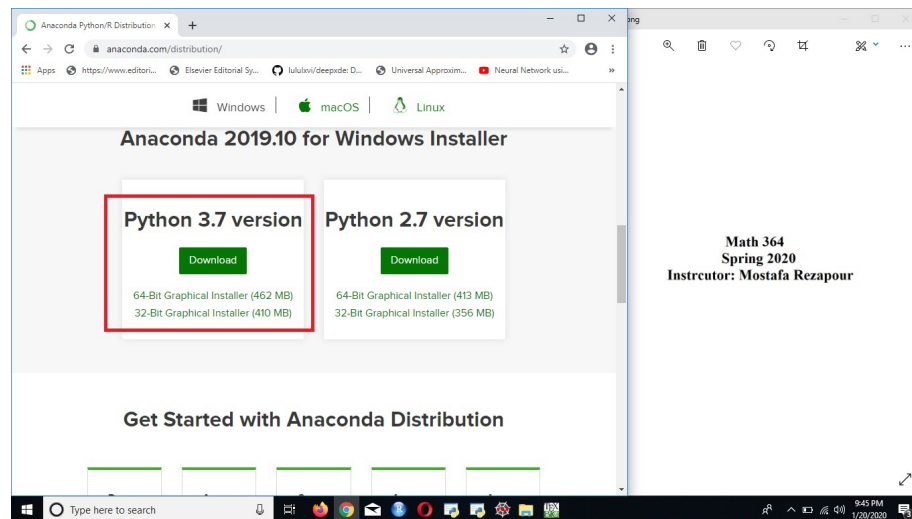 Anaconda Python/R Distribution
anaconda.com/distribution/
Apps
https://www.editori...
Elsevier Editorial Sy...
lululxvi/deepxde: D...
Universal Approxim...
Neural Network usi...
»
Windows
macOS
Linux
Anaconda 2019.10 for Windows Installer
Python 3.7 version
Download
64-Bit Graphical Installer (462 MB)
32-Bit Graphical Installer (410 MB)
Python 2.7 version
Download
64-Bit Graphical Installer (413 MB)
32-Bit Graphical Installer (356 MB)
Get Started with Anaconda Distribution
Math 364
Spring 2020
Instrcutor: Mostafa Rezapour
Type here to search
9:45 PM
1/20/2020